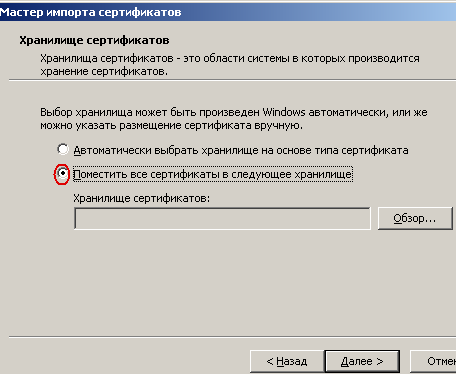 Мастер импорта сертификатов
Хранилище сертификатов
Хранилища сертификатов - это области системы в которых производится
хранение сертификатов.
Выбор хранилища может быть произведен Windows автоматически, или же
можно указать размещение сертификата вручную.
Автоматически выбрать хранилище на основе типа сертификата
Поместить все сертификаты в следующее хранилище
Хранилище сертификатов:
Обзор...
< Назад
Далее >
Отме